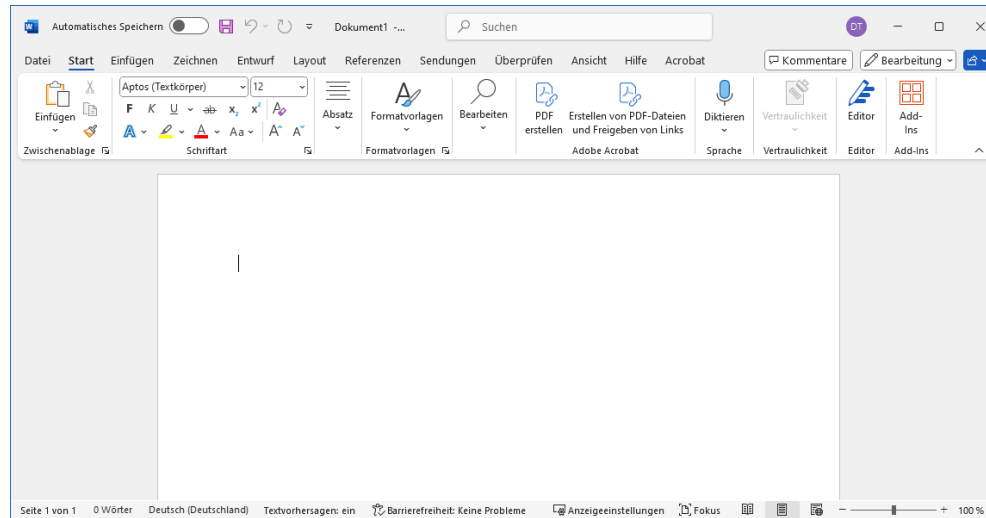 Automatisches Speichern Dokument1 -... Suchen DT
Datei Start Einfügen Zeichnen Entwurf Layout Referenzen Sendungen Überprüfen Ansicht Hilfe Acrobat Kommentare Bearbeitung
Aptos (Textkörper) 12
F K U ab x₂ x² A
A A Aa A A
Einfügen Absatz Formatvorlagen Bearbeiten PDF erstellen Erstellen von PDF-Dateien und Freigeben von Links Diktieren Vertraulichkeit Editor Add-Ins
Zwischenablage Schriftart Formatvorlagen Adobe Acrobat Sprache Vertraulichkeit Editor Add-Ins
Seite 1 von 1 0 Wörter Deutsch (Deutschland) Textvorhersagen: ein Barrierefreiheit: Keine Probleme Anzeigeeinstellungen Fokus 100 %